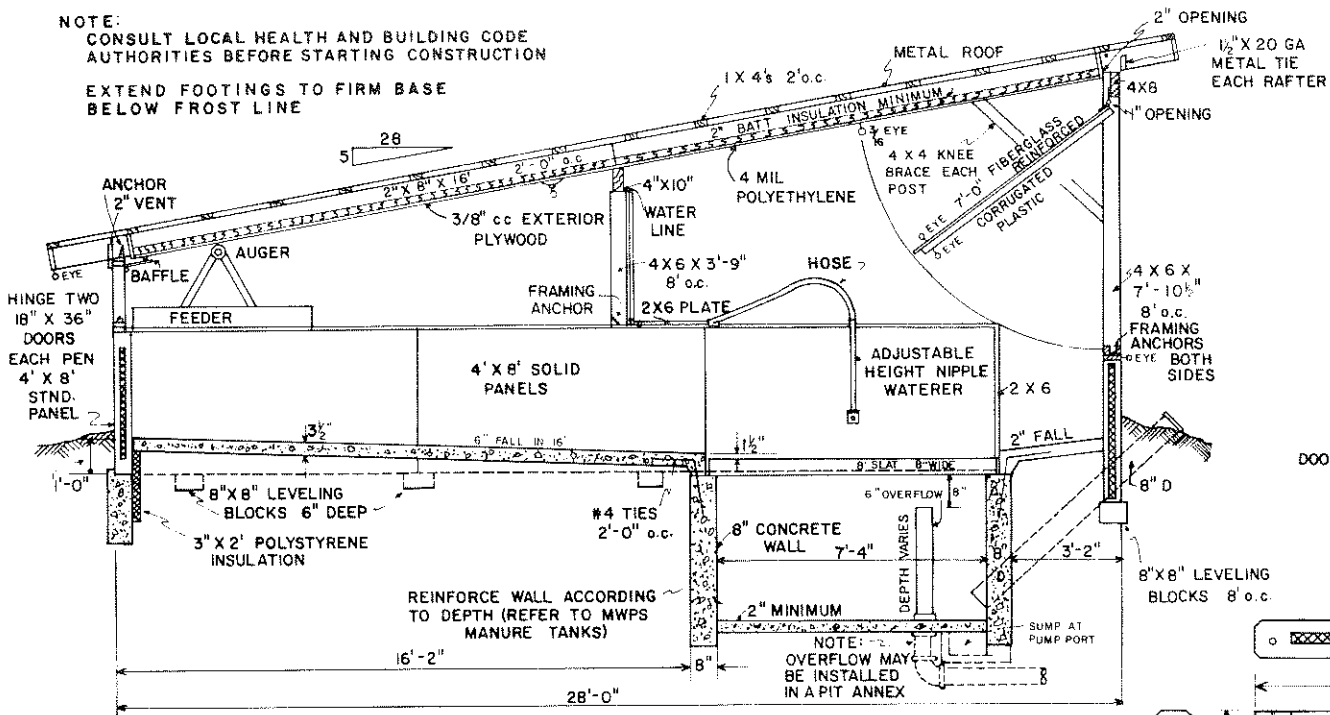 NOTE:
CONSULT LOCAL HEALTH AND BUILDING CODE
AUTHORITIES BEFORE STARTING CONSTRUCTION
EXTEND FOOTINGS TO FIRM BASE
BELOW FROST LINE
2" OPENING
1½" X 20 GA
METAL TIE
EACH RAFTER
METAL ROOF
1 X 4's 2' o.c.
4X8
1" OPENING
2" BATT INSULATION MINIMUM
28
5
3/16 EYE
4 X 4 KNEE
BRACE EACH
POST
7'-0" FIBERGLASS
REINFORCED
CORRUGATED
PLASTIC
EYE
EYE
2" X 8" X 16'
2'-0" o.c.
4 MIL
POLYETHYLENE
ANCHOR
2" VENT
3/8" cc EXTERIOR
PLYWOOD
4"X10"
WATER
LINE
EYE
BAFFLE
AUGER
4X6 X 3'-9"
8' o.c.
HOSE
4 X 6 X
7'-10½"
8' o.c.
HINGE TWO
18" X 36"
DOORS
EACH PEN
4' X 8'
STND.
PANEL
FEEDER
FRAMING
ANCHOR
2X6 PLATE
FRAMING
ANCHORS
EYE BOTH
SIDES
4' X 8' SOLID
PANELS
ADJUSTABLE
HEIGHT NIPPLE
WATERER
2 X 6
3½"
6" FALL IN 16'
1½"
2" FALL
8' SLAT 8' WIDE
DOO
1'-0"
8"X8" LEVELING
BLOCKS 6" DEEP
6" OVERFLOW
8"
8" D
#4 TIES
2'-0" o.c.
3" X 2' POLYSTYRENE
INSULATION
8" CONCRETE
WALL
7'-4"
8"
3'-2"
DEPTH VARIES
8"X8" LEVELING
BLOCKS 8' o.c.
REINFORCE WALL ACCORDING
TO DEPTH (REFER TO MWPS
MANURE TANKS)
2" MINIMUM
SUMP AT
PUMP PORT
NOTE:
OVERFLOW MAY
BE INSTALLED
IN A PIT ANNEX
16'-2"
8"
28'-0"